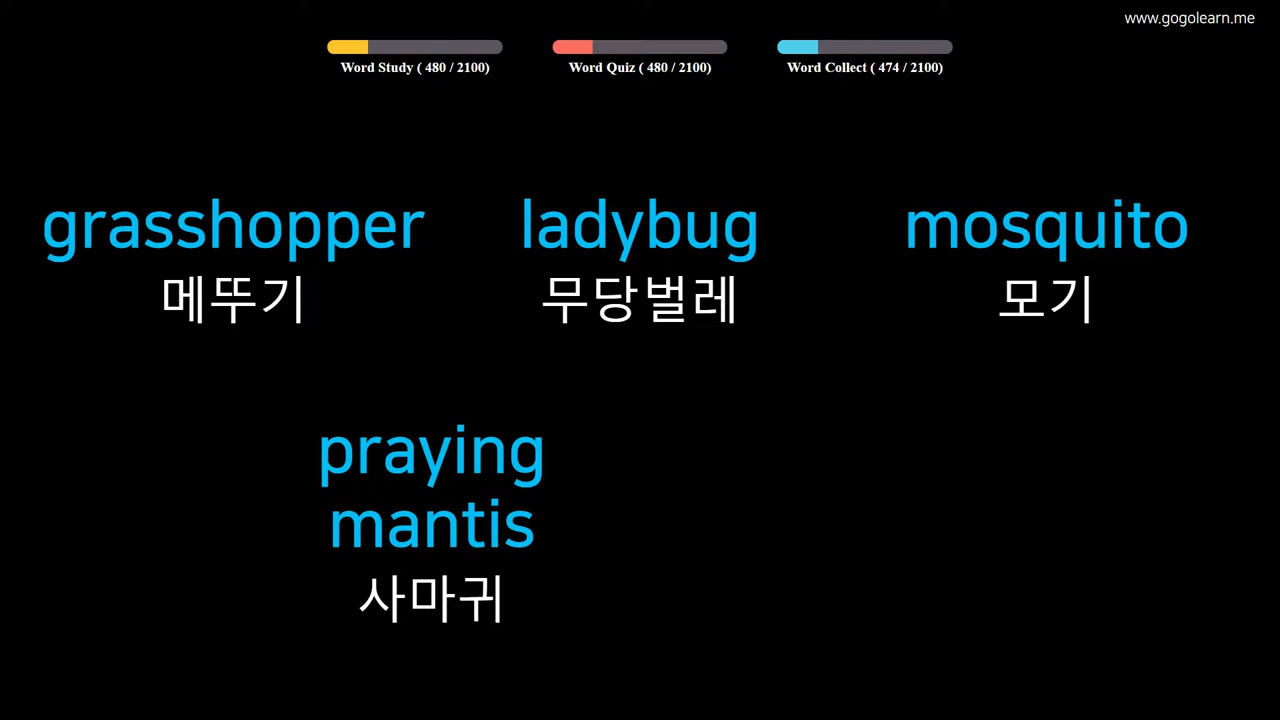 www.gogolearn.me
Word Study ( 480 / 2100) Word Quiz ( 480 / 2100) Word Collect ( 474 / 2100)
grasshopper ladybug mosquito
메뚜기 무당벌레 모기
praying
mantis
사마귀